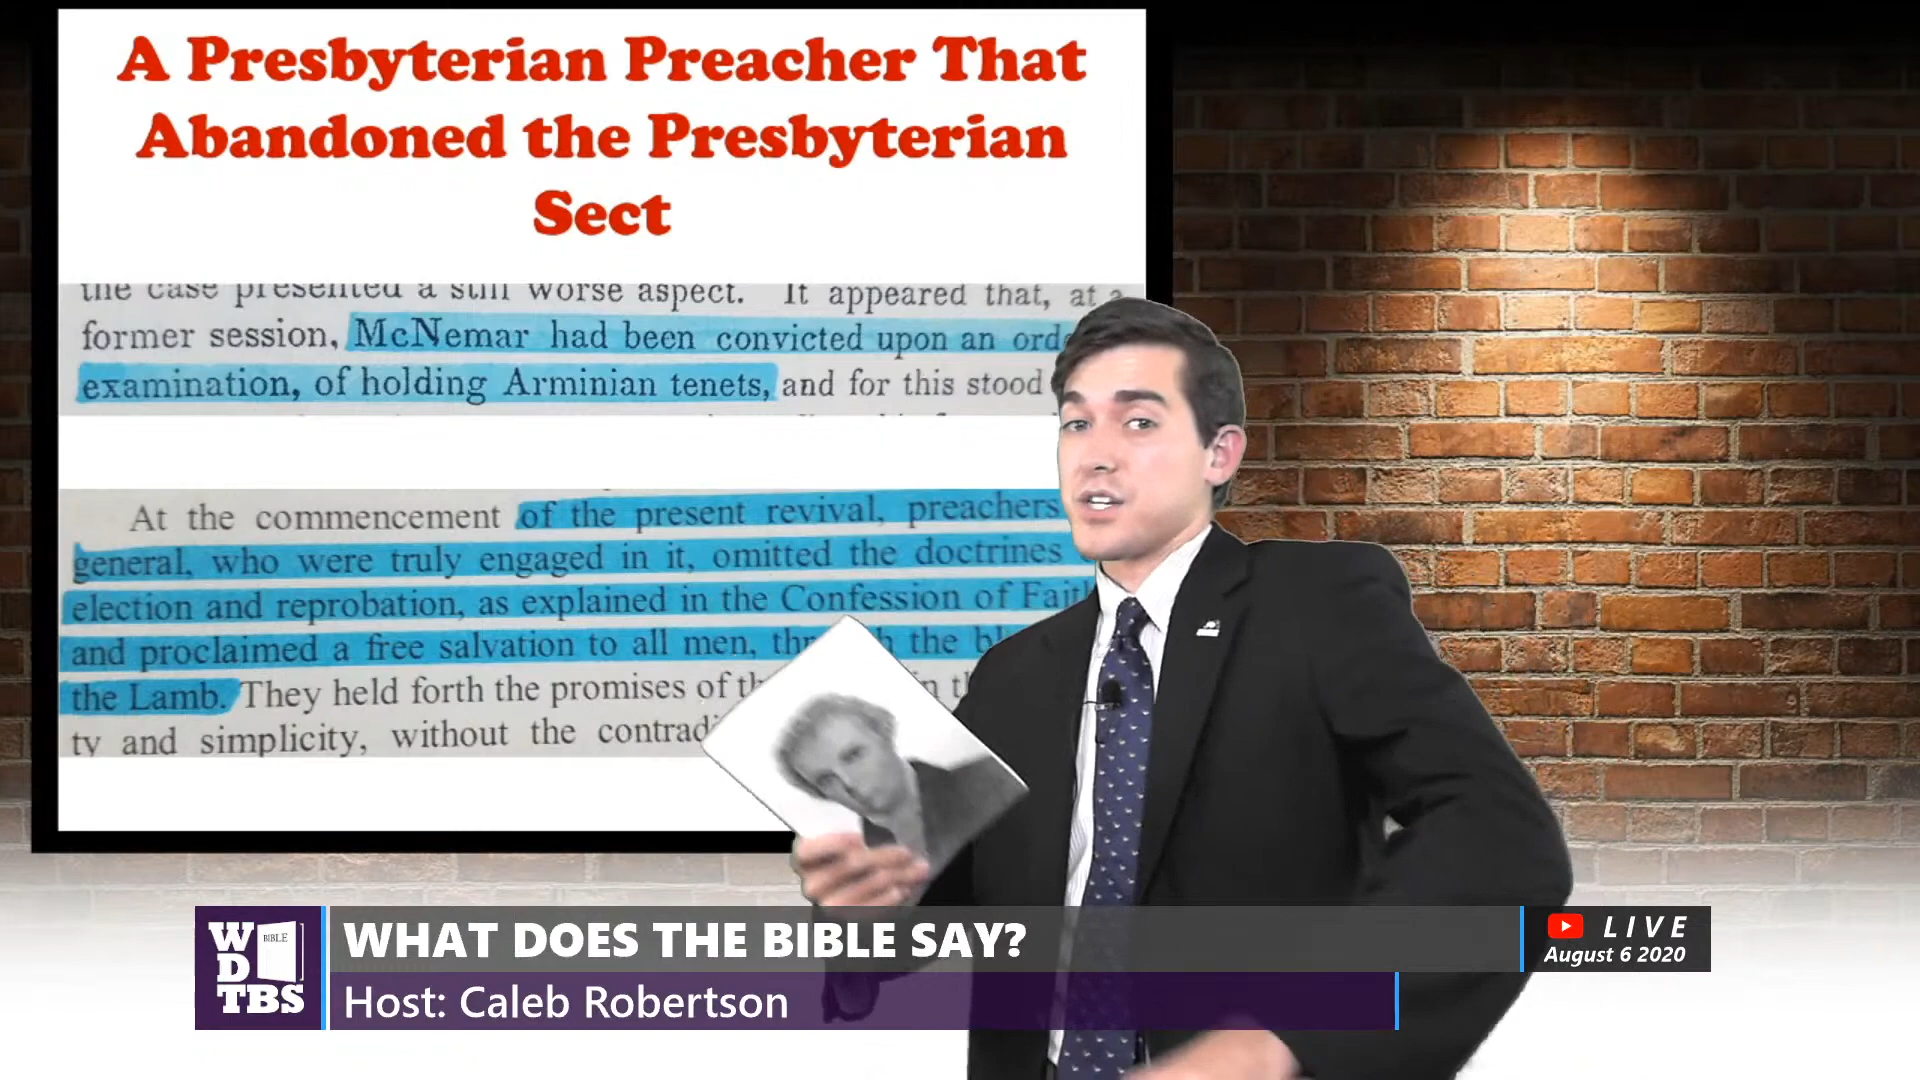 A Presbyterian Preacher That
Abandoned the Presbyterian
Sect
the case presented a still worse aspect. It appeared that, at a
former session, McNemar had been convicted upon an
examination, of holding Arminian tenets, and for this stood
At the commencement of the present revival, preachers
general, who were truly engaged in it, omitted the doctrines
election and reprobation, as explained in the Confession of
and proclaimed a free salvation to all men, the
the Lamb. They held forth the promises of
and simplicity, without the
WD BIBLE
TBS
WHAT DOES THE BIBLE SAY?
Host: Caleb Robertson
LIVE
August 6 2020